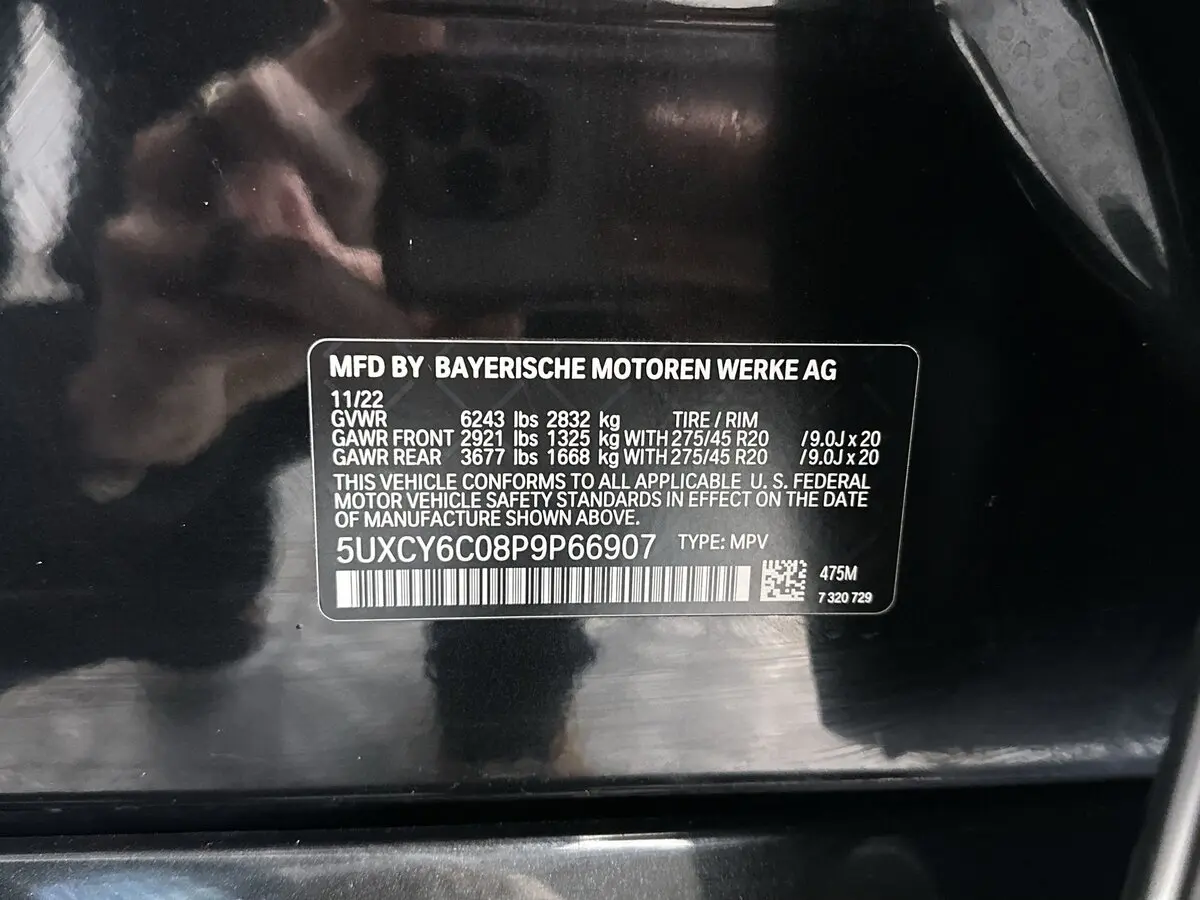 MFD BY BAYERISCHE MOTOREN WERKE AG
11/22
GVWR 6243 lbs 2832 kg TIRE / RIM
GAWR FRONT 2921 lbs 1325 kg WITH 275/45 R20 /9.0J x 20
GAWR REAR 3677 lbs 1668 kg WITH 275/45 R20 /9.0J x 20
THIS VEHICLE CONFORMS TO ALL APPLICABLE U. S. FEDERAL
MOTOR VEHICLE SAFETY STANDARDS IN EFFECT ON THE DATE
OF MANUFACTURE SHOWN ABOVE.
5UXCY6C08P9P66907 TYPE: MPV
475M
7 320 729